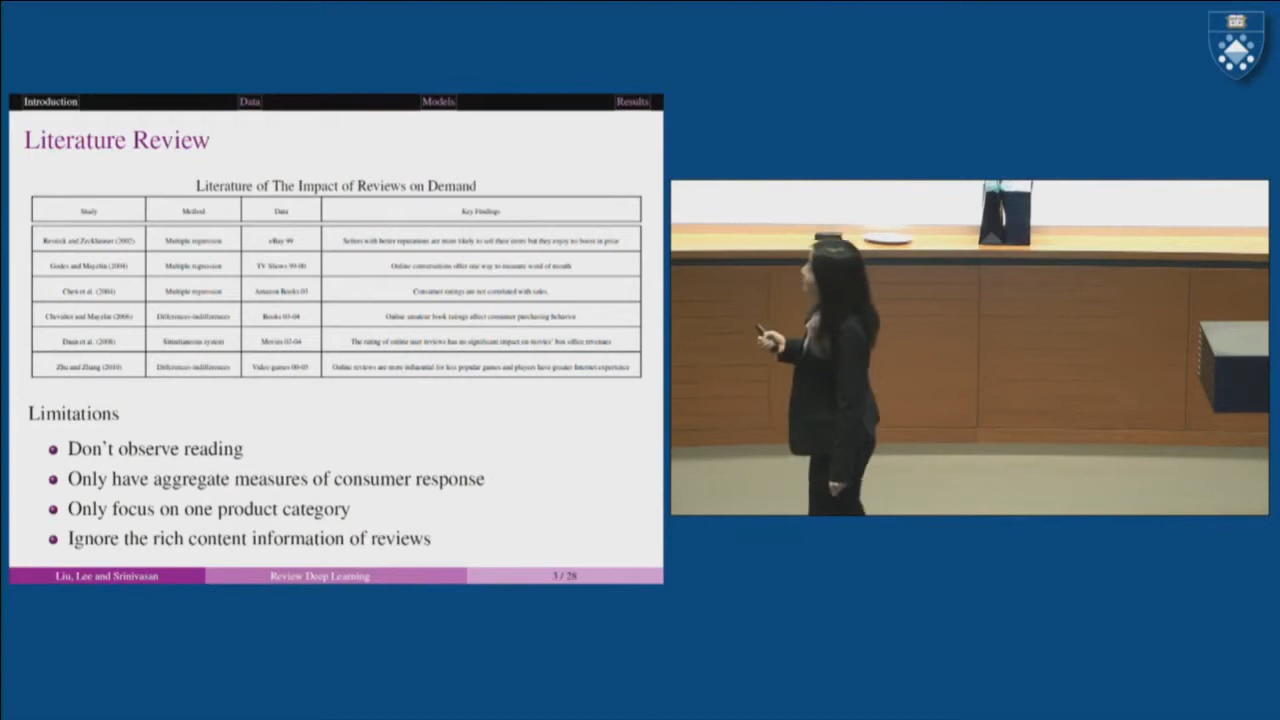 Introduction Data Models Results
Literature Review
Literature of The Impact of Reviews on Demand
Study Method Data Key Findings
Resnick and Zeckhauser (2002) Multiple regression eBay 99 Sellers with better reputations are more likely to sell their items but they enjoy no boost in price
Godes and Mayzlin (2004) Multiple regression TV Shows 99-00 Online conversations offer one way to measure word of mouth
Chen et al. (2004) Multiple regression Amazon Books 03 Consumer ratings are not correlated with sales.
Chevalier and Mayzlin (2006) Differences-indifferences Books 03-04 Online amateur book ratings affect consumer purchasing behavior
Duan et al. (2008) Simultaneous system Movies 03-04 The rating of online user reviews has no significant impact on movies' box office revenues
Zhu and Zhang (2010) Differences-indifferences Video games 00-05 Online reviews are more influential for less popular games and players have greater Internet experience
Limitations
Don't observe reading
Only have aggregate measures of consumer response
Only focus on one product category
Ignore the rich content information of reviews
Liu, Lee and Srinivasan Review Deep Learning 3 / 28